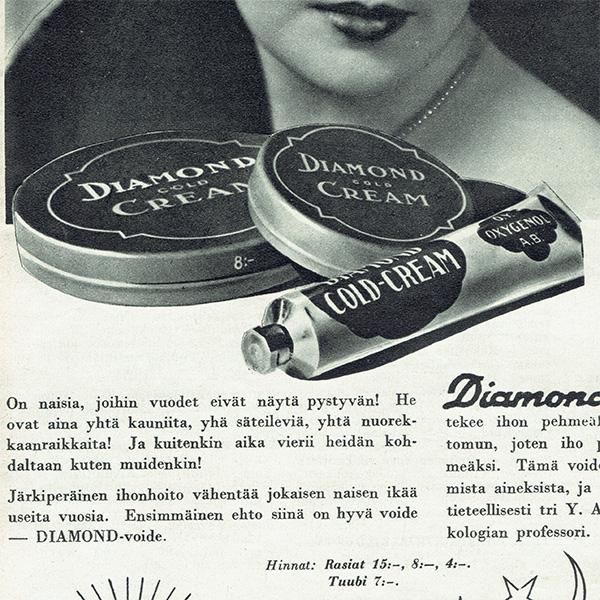 DIAMOND
COLD
CREAM
8:-
DIAMOND
COLD
CREAM
DIAMOND
COLD-CREAM
O.Y.
OXYGENOL
A.B.
On naisia, joihin vuodet eivät näytä pystyvän! He
ovat aina yhtä kauniita, yhä säteileviä, yhtä nuorek-
kaanraikkaita! Ja kuitenkin aika vierii heidän koh-
daltaan kuten muidenkin!
Järkiperäinen ihonhoito vähentää jokaisen naisen ikää
useita vuosia. Ensimmäinen ehto siinä on hyvä voide
— DIAMOND-voide.
Diamond
tekee ihon pehmeä
tomun, joten iho
meäksi. Tämä void
mista aineksista, ja
tieteellisesti tri Y. A
kologian professori.
Hinnat: Rasiat 15:-, 8:-, 4:-.
Tuubi 7:-.